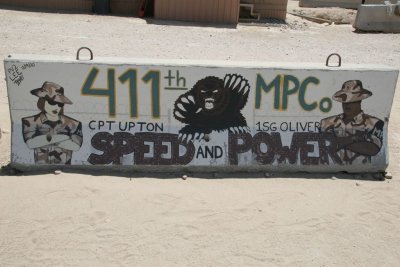 411th MPCo
CPT UPTON 1SG OLIVER
SPEED AND POWER